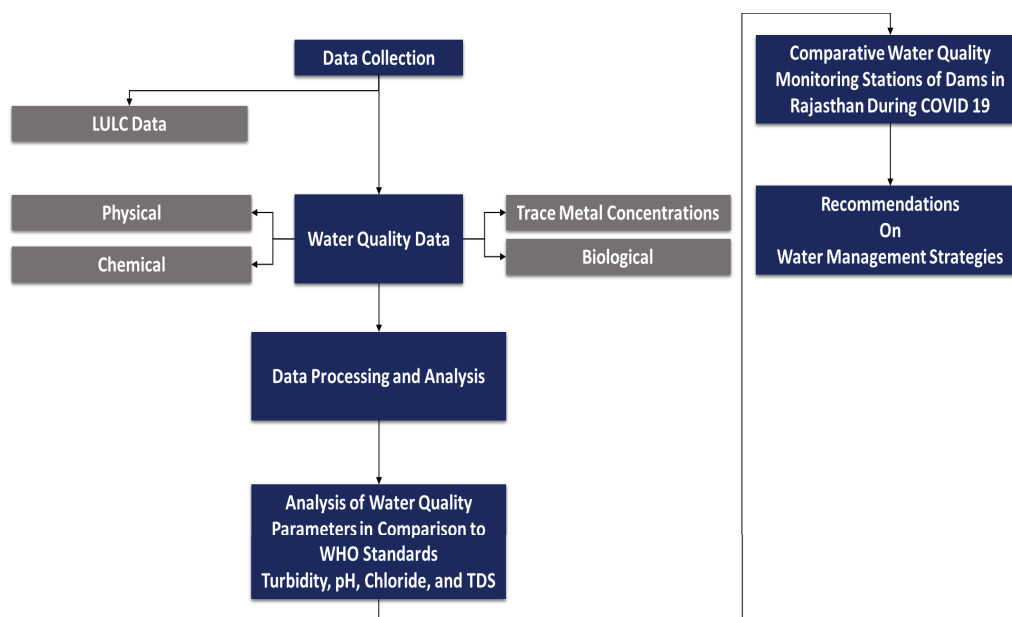 Data Collection
LULC Data
Physical
Chemical
Water Quality Data
Trace Metal Concentrations
Biological
Data Processing and Analysis
Analysis of Water Quality
Parameters in Comparison to
WHO Standards
Turbidity, pH, Chloride, and TDS
Comparative Water Quality
Monitoring Stations of Dams in
Rajasthan During COVID 19
Recommendations
On
Water Management Strategies